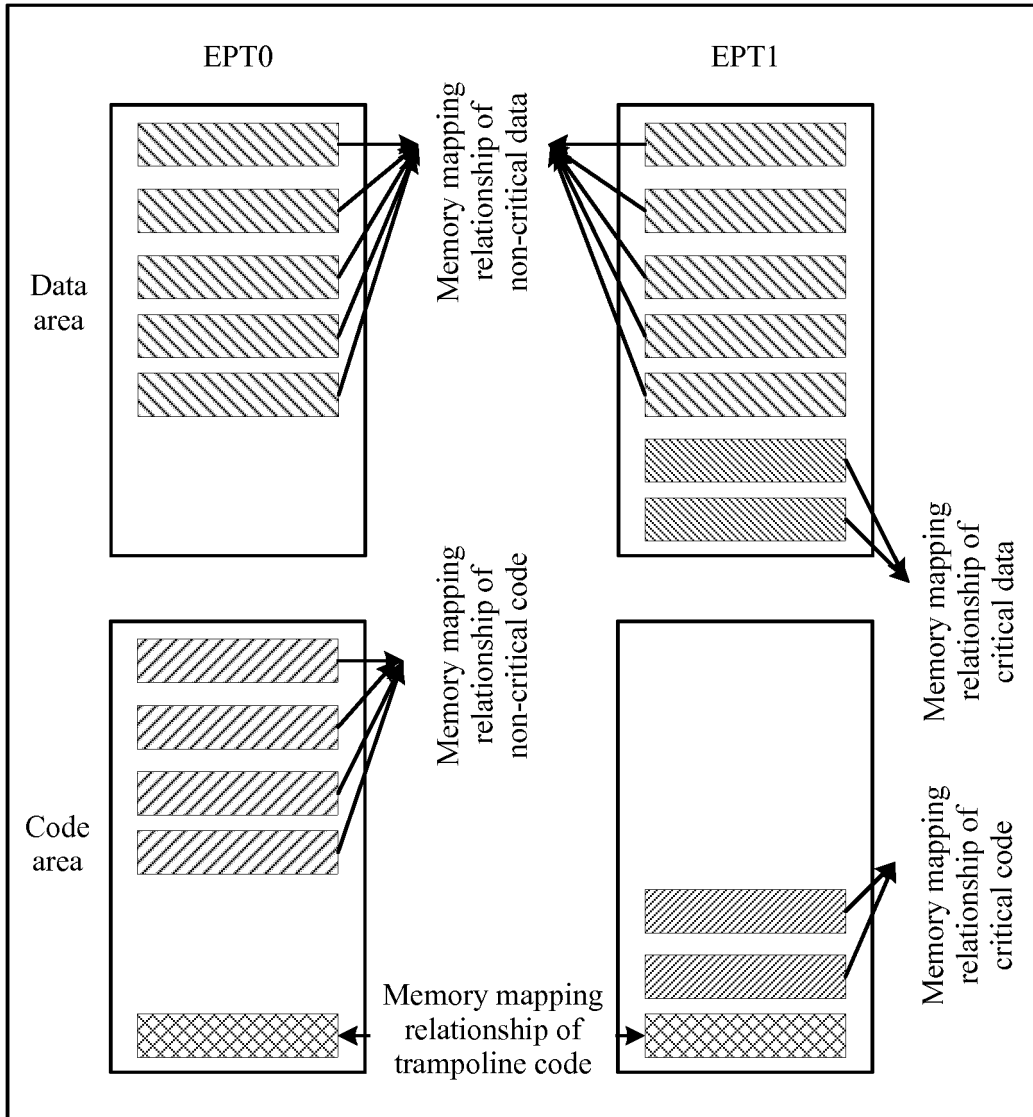 EPT0
EPT1
Memory mapping
relationship of
non-critical data
Data
area
Memory mapping
relationship of
critical data
Memory mapping
relationship of
non-critical code
Code
area
Memory mapping
relationship of
critical code
Memory mapping
relationship of
trampoline code